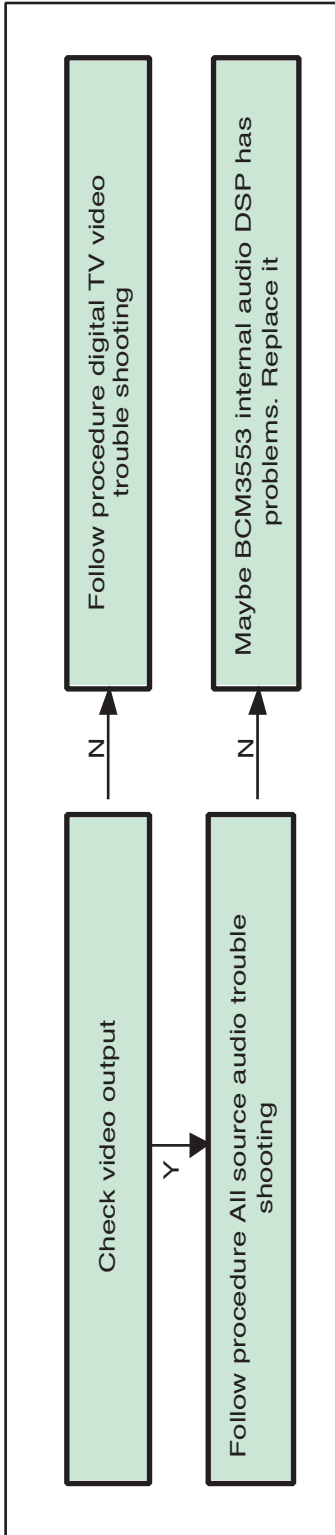 Check video output
N
Follow procedure digital TV video
trouble shooting
Y
Follow procedure All source audio trouble
shooting
N
Maybe BCM3553 internal audio DSP has
problems. Replace it